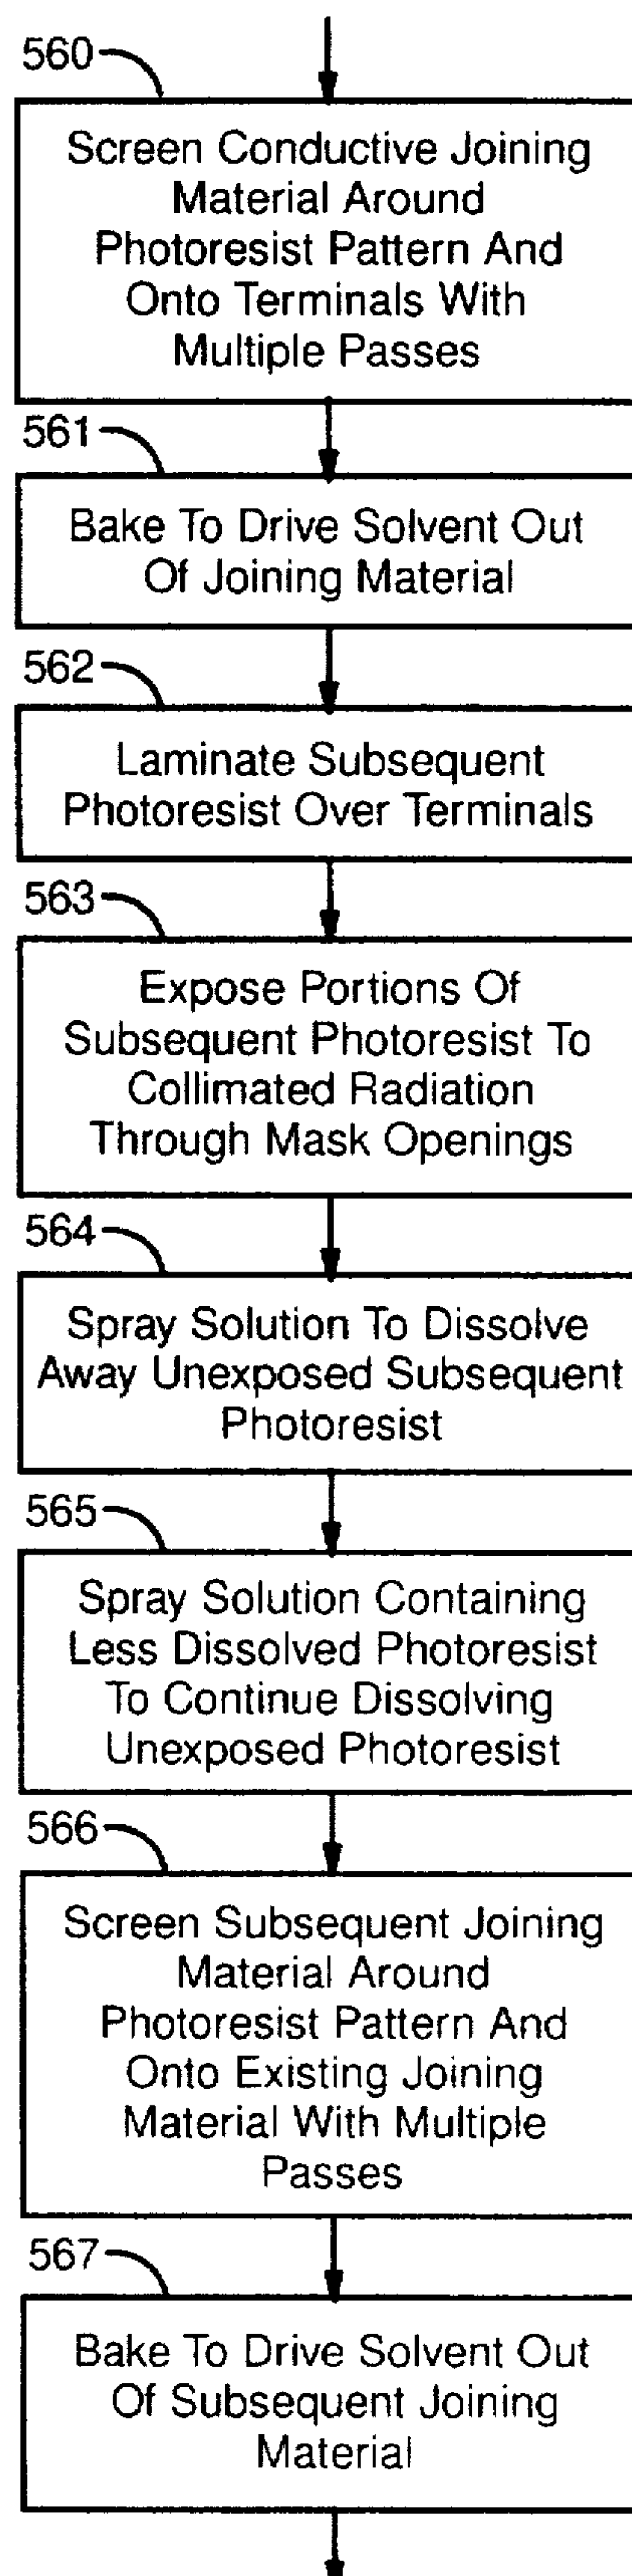 560
Screen Conductive Joining
Material Around
Photoresist Pattern And
Onto Terminals With
Multiple Passes
561
Bake To Drive Solvent Out
Of Joining Material
562
Laminate Subsequent
Photoresist Over Terminals
563
Expose Portions Of
Subsequent Photoresist To
Collimated Radiation
Through Mask Openings
564
Spray Solution To Dissolve
Away Unexposed Subsequent
Photoresist
565
Spray Solution Containing
Less Dissolved Photoresist
To Continue Dissolving
Unexposed Photoresist
566
Screen Subsequent Joining
Material Around
Photoresist Pattern And
Onto Existing Joining
Material With Multiple
Passes
567
Bake To Drive Solvent Out
Of Subsequent Joining
Material